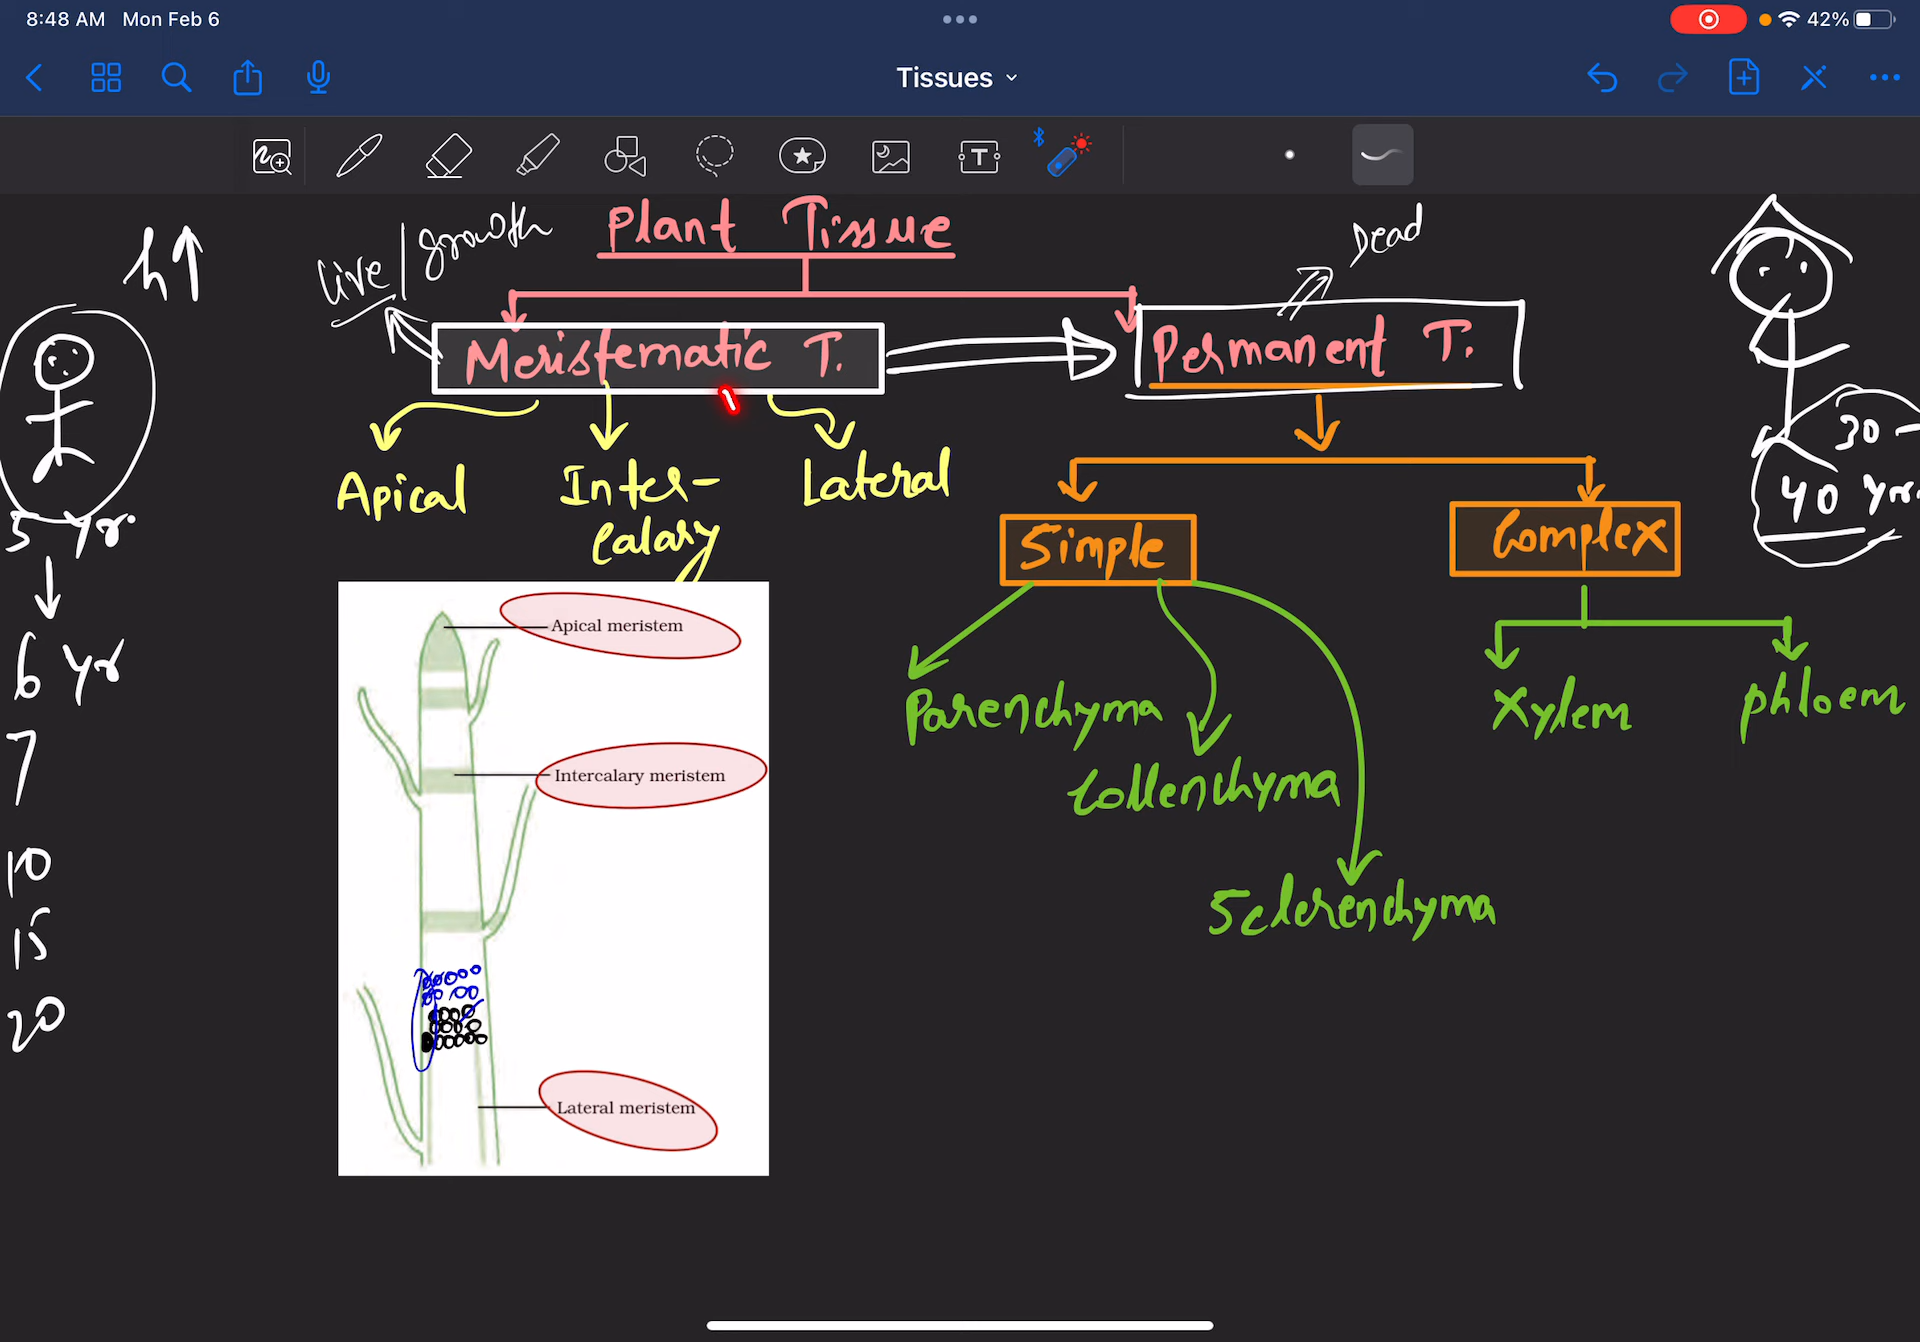 8:48 AM Mon Feb 6
42%
Tissues
T
Plant Tissue
h
live/growth
Dead
Meristematic T.
Permanent T.
Apical
Inter-
calary
Lateral
Simple
Complex
30-
40 yr.
5 yr.
6 yr
7
10
15
20
Parenchyma
Collenchyma
Sclerenchyma
Xylem
phloem
Apical meristem
Intercalary meristem
Lateral meristem